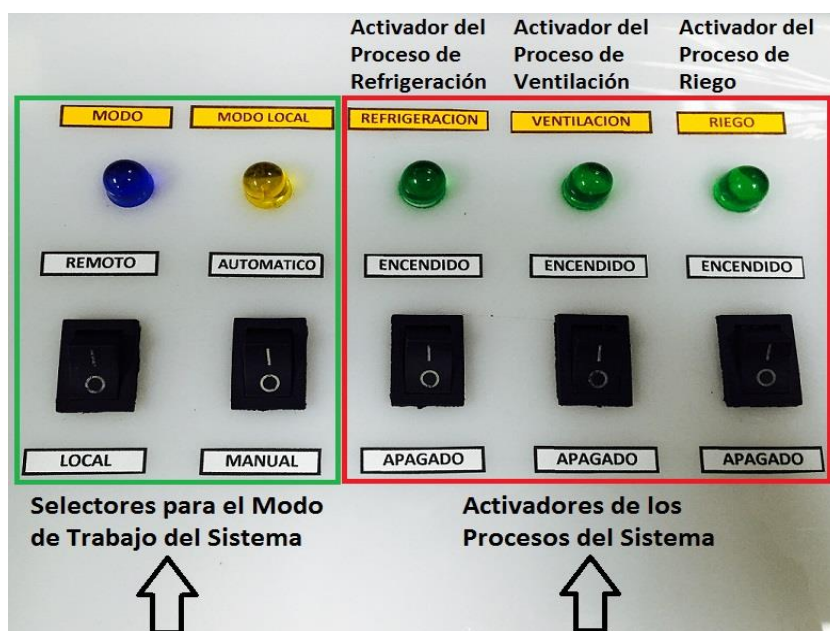 Activador del
Proceso de
Refrigeración
Activador del
Proceso de
Ventilación
Activador del
Proceso de
Riego
MODO
MODO LOCAL
REFRIGERACION
VENTILACION
RIEGO
REMOTO
AUTOMATICO
ENCENDIDO
ENCENDIDO
ENCENDIDO
LOCAL
MANUAL
APAGADO
APAGADO
APAGADO
Selectores para el Modo
de Trabajo del Sistema
Activadores de los
Procesos del Sistema